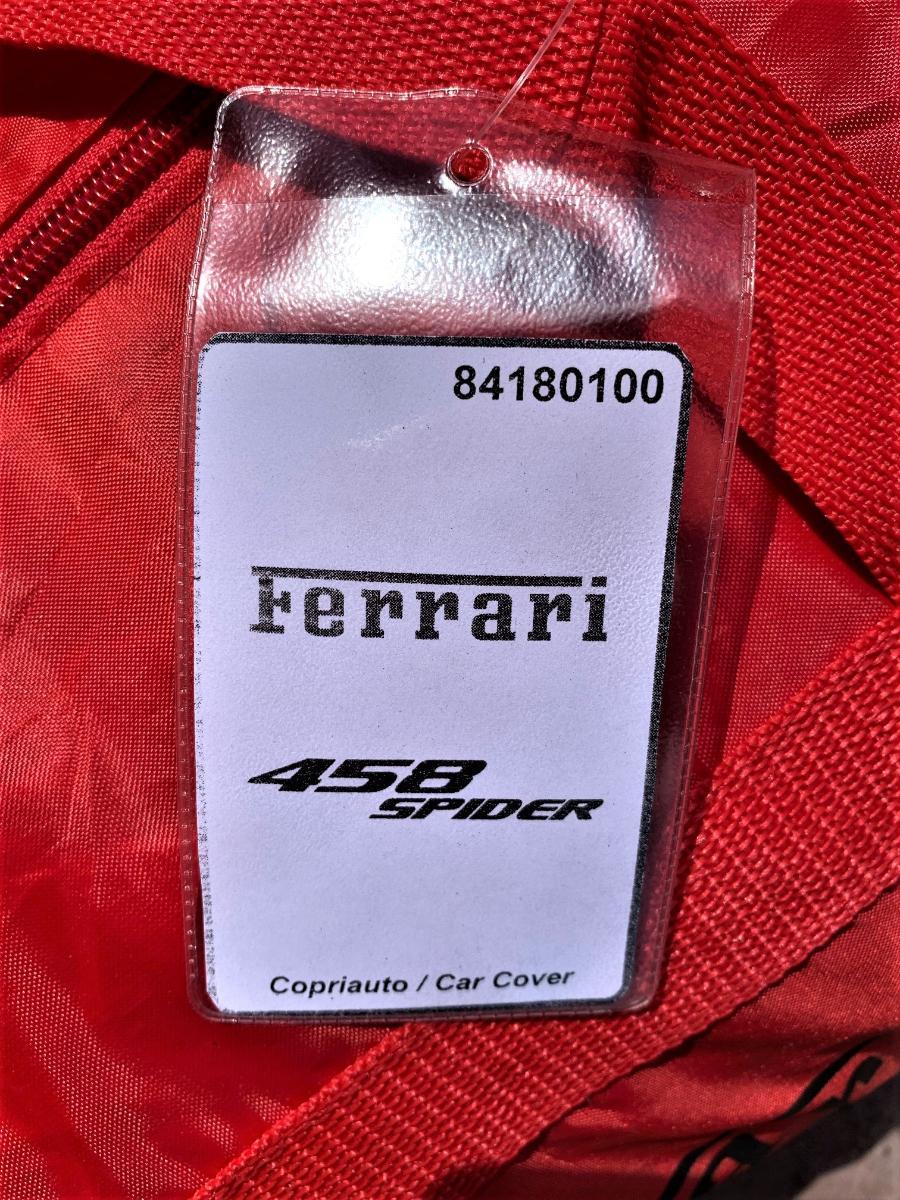 84180100
Ferrari
458
SPIDER
Copriauto / Car Cover